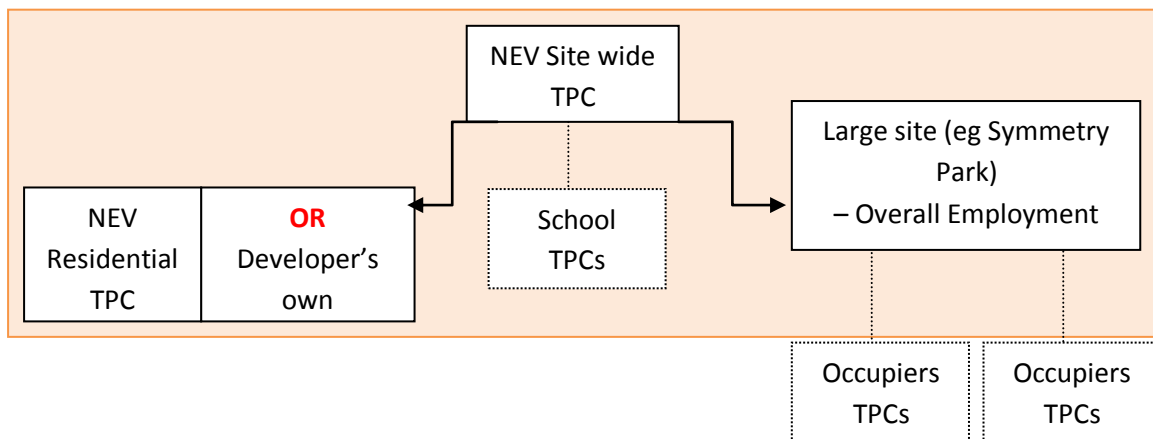 NEV Site wide
TPC
Large site (eg Symmetry
Park)
– Overall Employment
NEV
Residential
TPC
OR
Developer's
own
School
TPCs
Occupiers
TPCs
Occupiers
TPCs